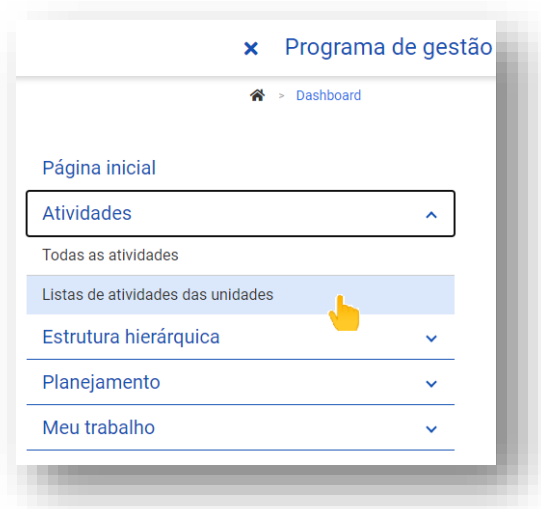 Programa de gestão
> Dashboard
Página inicial
Atividades
Todas as atividades
Listas de atividades das unidades
Estrutura hierárquica
Planejamento
Meu trabalho